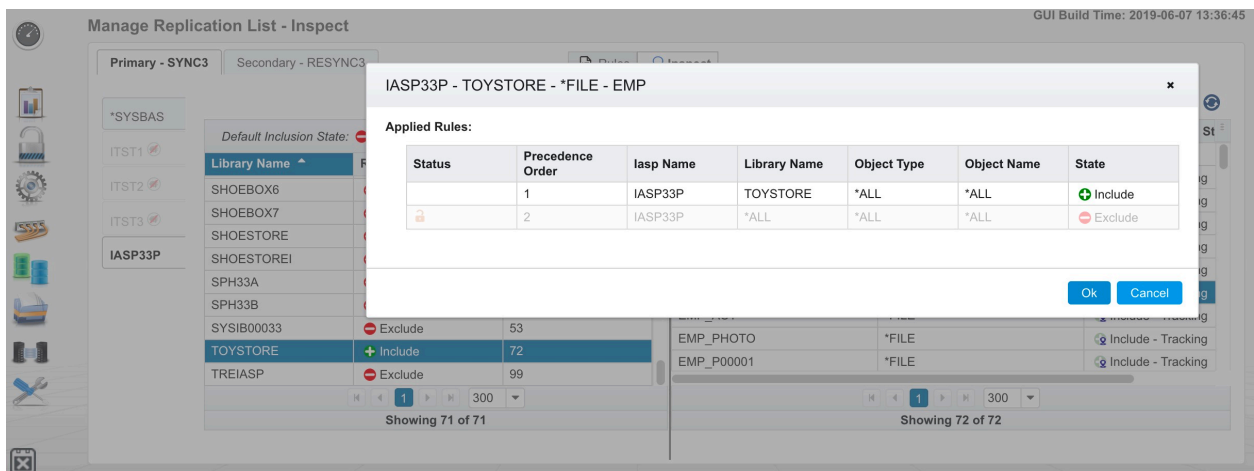 GUI Build Time: 2019-06-07 13:36:45
Manage Replication List - Inspect
Primary - SYNC3
Secondary - RESYNC3
Rules
Inspect
*SYSBAS
ITST1
ITST2
ITST3
IASP33P
Default Inclusion State:
Library Name
SHOEBOX6
SHOEBOX7
SHOESTORE
SHOESTOREI
SPH33A
SPH33B
SYSIB00033 Exclude 53
TOYSTORE Include 72
TREIASP Exclude 99
1 300
Showing 71 of 71
IASP33P - TOYSTORE - *FILE - EMP
Applied Rules:
Status Precedence Order Iasp Name Library Name Object Type Object Name State
1 IASP33P TOYSTORE *ALL *ALL Include
2 IASP33P *ALL *ALL *ALL Exclude
Ok Cancel
St
EMP_PHOTO *FILE Include - Tracking
EMP_P00001 *FILE Include - Tracking
1 300
Showing 72 of 72